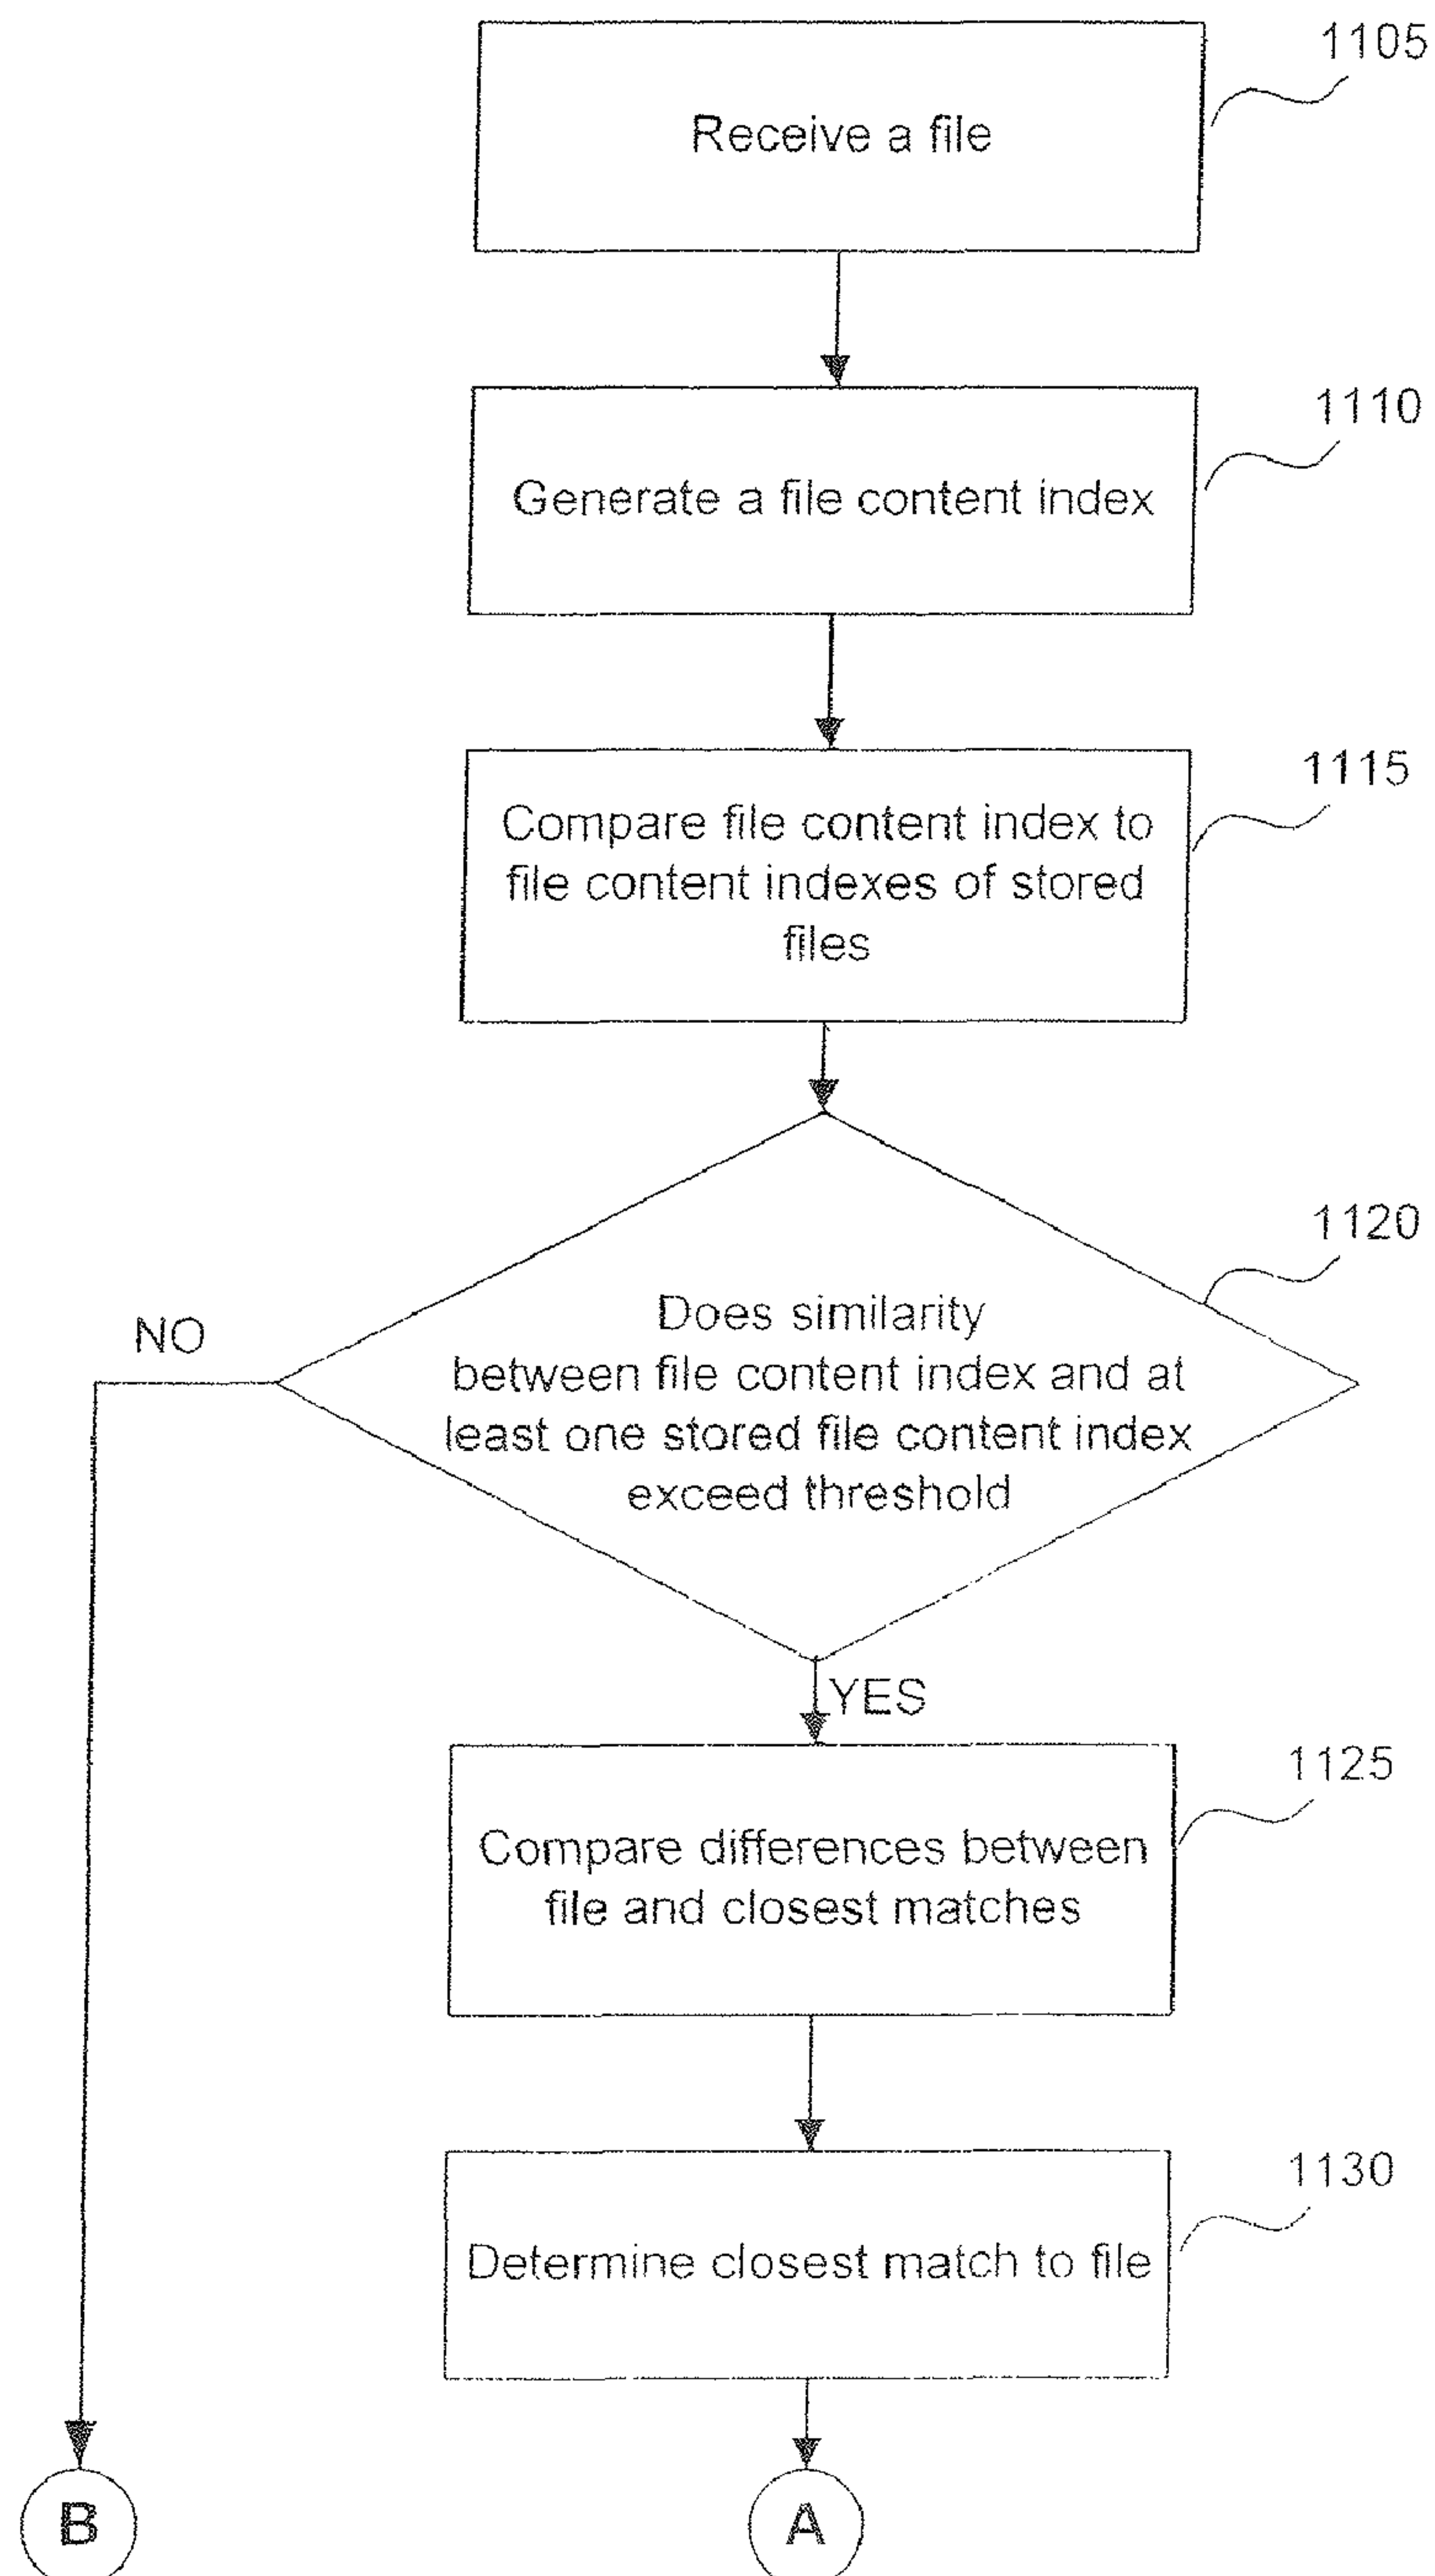 1105
Receive a file
1110
Generate a file content index
1115
Compare file content index to
file content indexes of stored
files
1120
Does similarity
between file content index and at
least one stored file content index
exceed threshold
NO
YES
1125
Compare differences between
file and closest matches
1130
Determine closest match to file
B
A